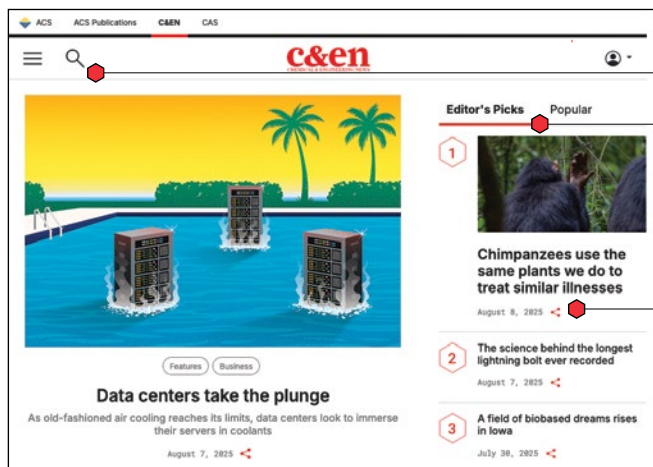 ACS ACS Publications C&EN CAS
c&en
CHEMICAL & ENGINEERING NEWS
Editor's Picks Popular
1
Chimpanzees use the
same plants we do to
treat similar illnesses
August 8, 2025
2
The science behind the longest
lightning bolt ever recorded
August 7, 2025
3
A field of biobased dreams rises
in Iowa
July 30, 2025
Features Business
Data centers take the plunge
As old-fashioned air cooling reaches its limits, data centers look to immerse
their servers in coolants
August 7, 2025